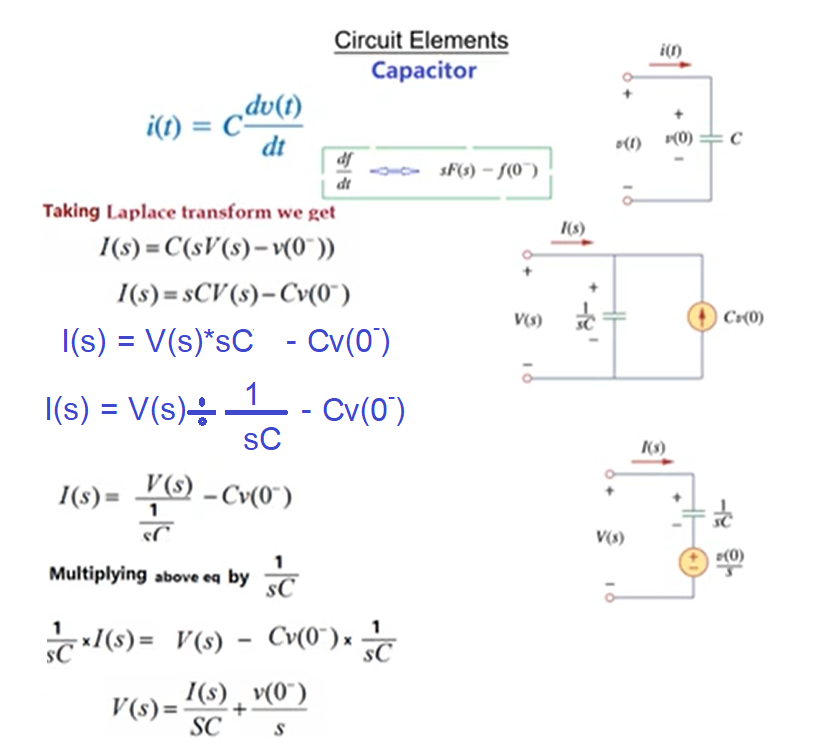 Circuit Elements
Capacitor
i(t) = C dv(t)/dt
df/dt ⟺ sF(s) − f(0⁻)
Taking Laplace transform we get
I(s) = C(sV(s) − v(0⁻))
I(s) = sCV(s) − Cv(0⁻)
I(s) = V(s)*sC - Cv(0⁻)
I(s) = V(s) ÷ 1/sC - Cv(0⁻)
I(s) = V(s)/(1/sC) − Cv(0⁻)
Multiplying above eq by 1/sC
1/sC × I(s) = V(s) − Cv(0⁻) × 1/sC
V(s) = I(s)/SC + v(0⁻)/s
i(t)
+
+
v(t) v(0) C
−
−
I(s)
+
+
V(s) 1/sC Cv(0)
−
−
I(s)
+
+
1/sC
−
V(s)
+
−
v(0)/s
−